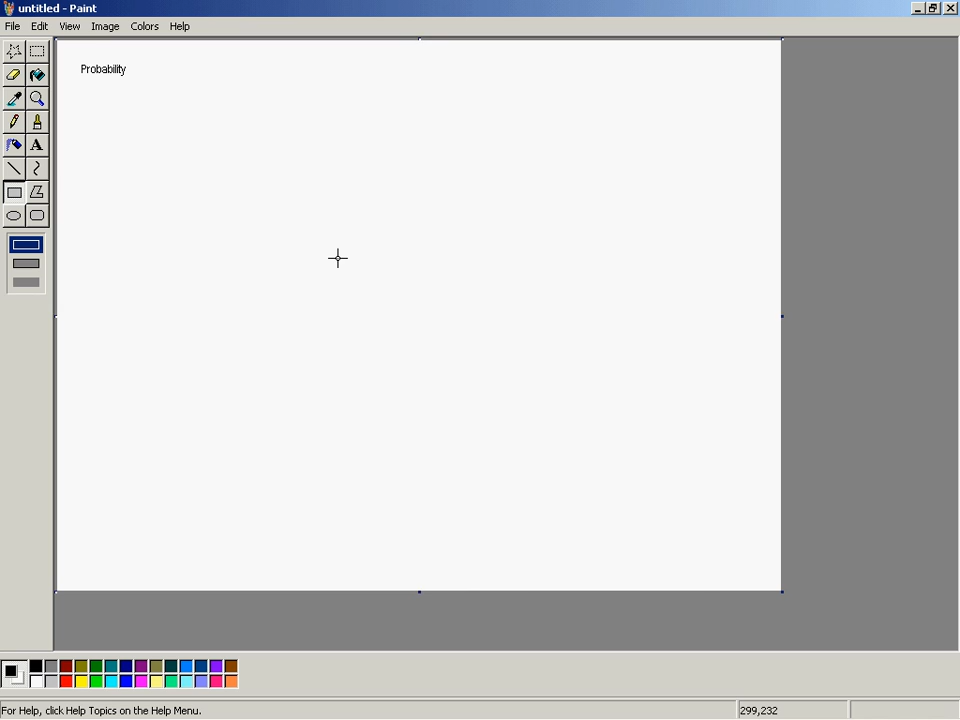 untitled - Paint
File Edit View Image Colors Help
Probability
A
For Help, click Help Topics on the Help Menu.
299,232